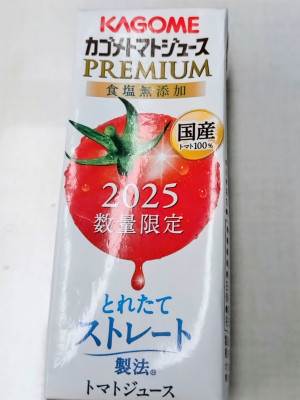 KAGOME
カゴメトマトジュース
PREMIUM
食塩無添加
国産
トマト100%
2025
数量限定
とれたて
ストレート
製法
トマトジュース